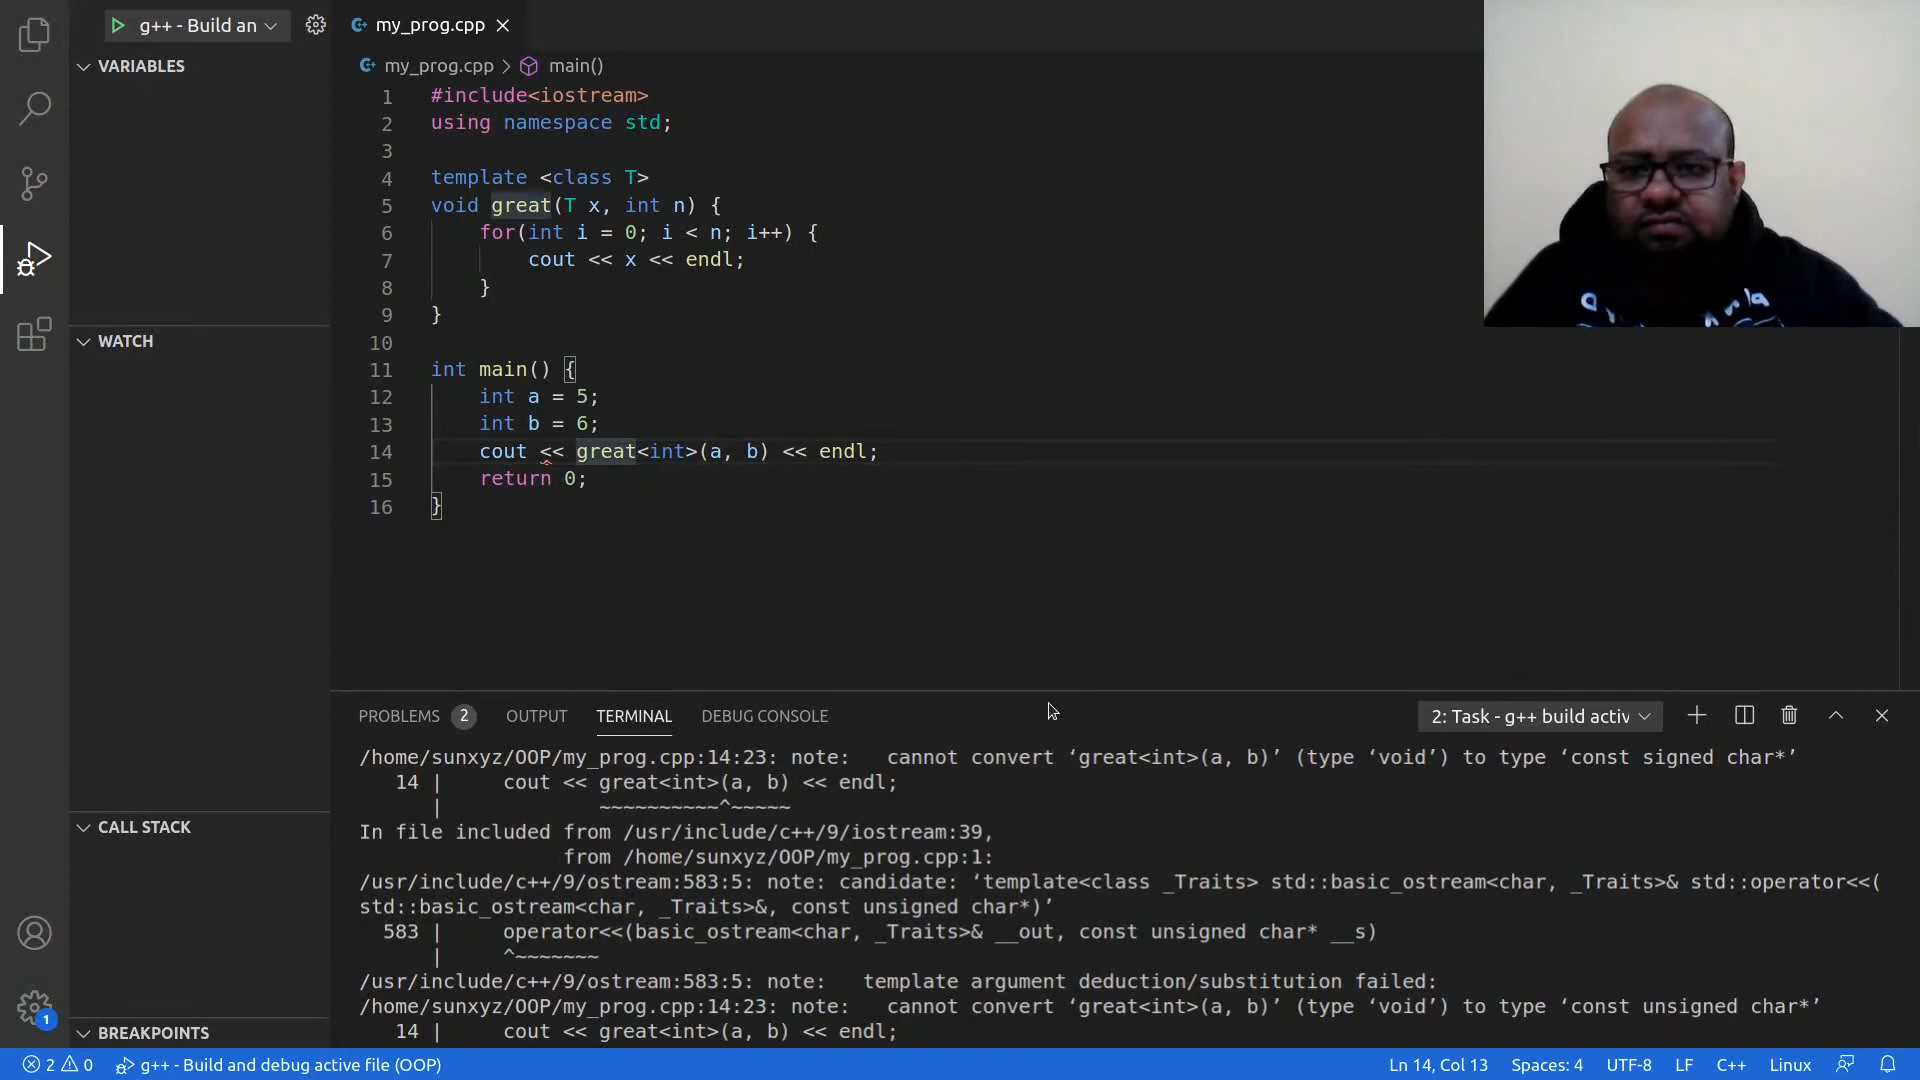 g++ - Build an
my_prog.cpp
VARIABLES
my_prog.cpp > main()
1 #include<iostream>
2 using namespace std;
3
4 template <class T>
5 void great(T x, int n) {
6 for(int i = 0; i < n; i++) {
7 cout << x << endl;
8 }
9 }
10
11 int main() {
12 int a = 5;
13 int b = 6;
14 cout << great<int>(a, b) << endl;
15 return 0;
16 }
WATCH
CALL STACK
BREAKPOINTS
PROBLEMS 2 OUTPUT TERMINAL DEBUG CONSOLE 2: Task - g++ build activ
/home/sunxyz/OOP/my_prog.cpp:14:23: note:   cannot convert ‘great<int>(a, b)’ (type ‘void’) to type ‘const signed char*’
14 | cout << great<int>(a, b) << endl;
| ~~~~~~~~~~^~~~~~
In file included from /usr/include/c++/9/iostream:39,
from /home/sunxyz/OOP/my_prog.cpp:1:
/usr/include/c++/9/ostream:583:5: note: candidate: ‘template<class _Traits> std::basic_ostream<char, _Traits>& std::operator<<(
std::basic_ostream<char, _Traits>&, const unsigned char*)’
583 | operator<<(basic_ostream<char, _Traits>& __out, const unsigned char* __s)
| ^~~~~~~~
/usr/include/c++/9/ostream:583:5: note:   template argument deduction/substitution failed:
/home/sunxyz/OOP/my_prog.cpp:14:23: note:   cannot convert ‘great<int>(a, b)’ (type ‘void’) to type ‘const unsigned char*’
14 | cout << great<int>(a, b) << endl;
1
2 0 g++ - Build and debug active file (OOP) Ln 14, Col 13 Spaces: 4 UTF-8 LF C++ Linux